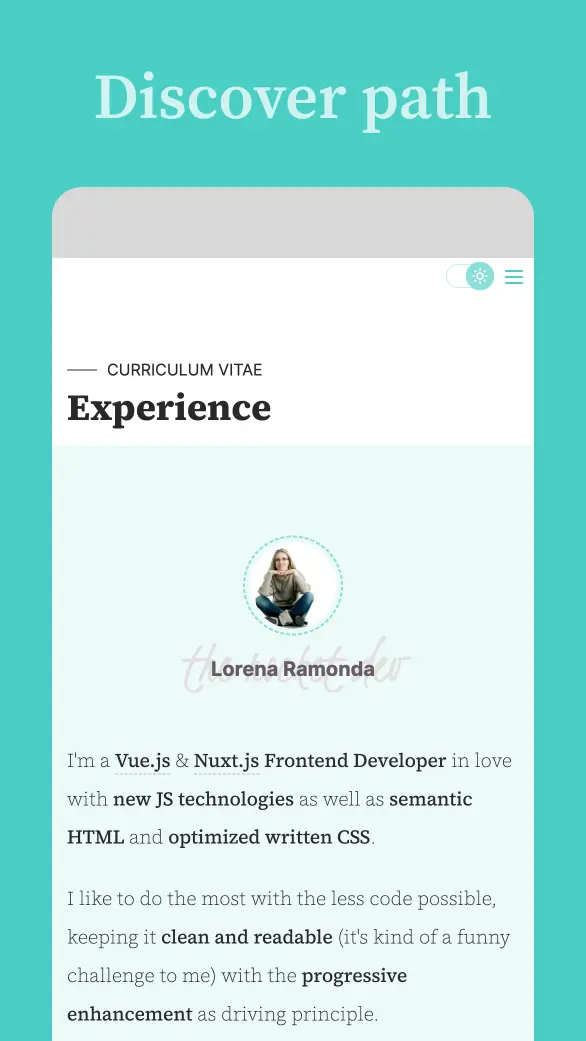 Discover path
CURRICULUM VITAE
Experience
the rocket dev
Lorena Ramonda
I'm a Vue.js & Nuxt.js Frontend Developer in love
with new JS technologies as well as semantic
HTML and optimized written CSS.
I like to do the most with the less code possible,
keeping it clean and readable (it's kind of a funny
challenge to me) with the progressive
enhancement as driving principle.